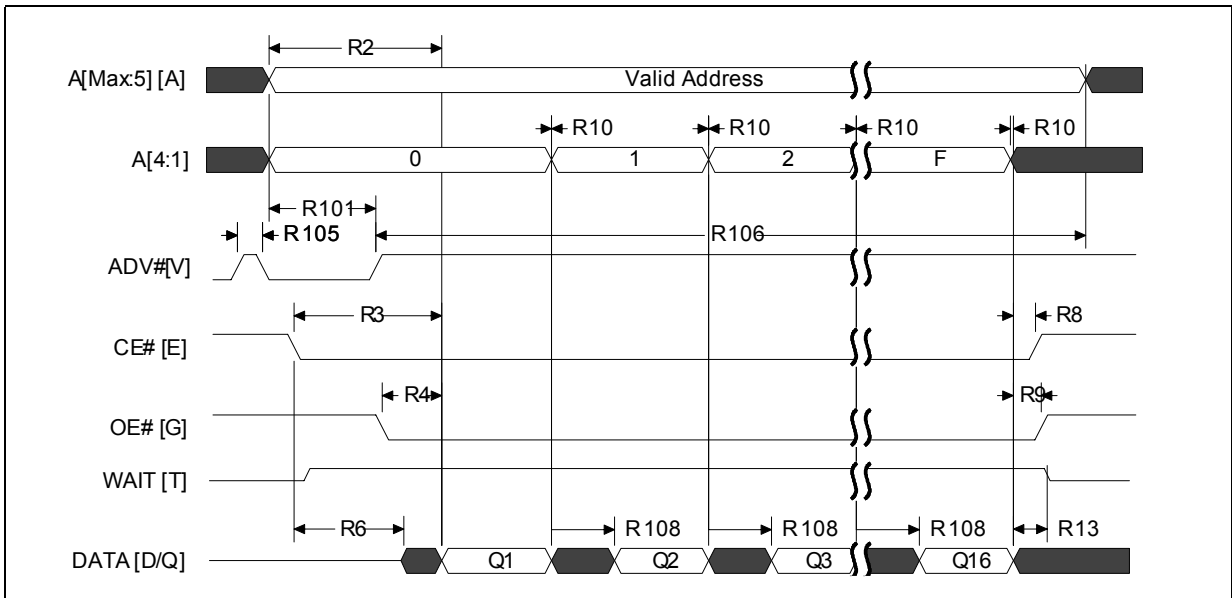 R2
A[Max:5] [A] Valid Address
R10 R10 R10 R10
A[4:1] 0 1 2 F
R101
R105 R106
ADV#[V]
R3 R8
CE# [E]
R4 R9
OE# [G]
WAIT [T]
R6 R108 R108 R108 R13
DATA [D/Q] Q1 Q2 Q3 Q16